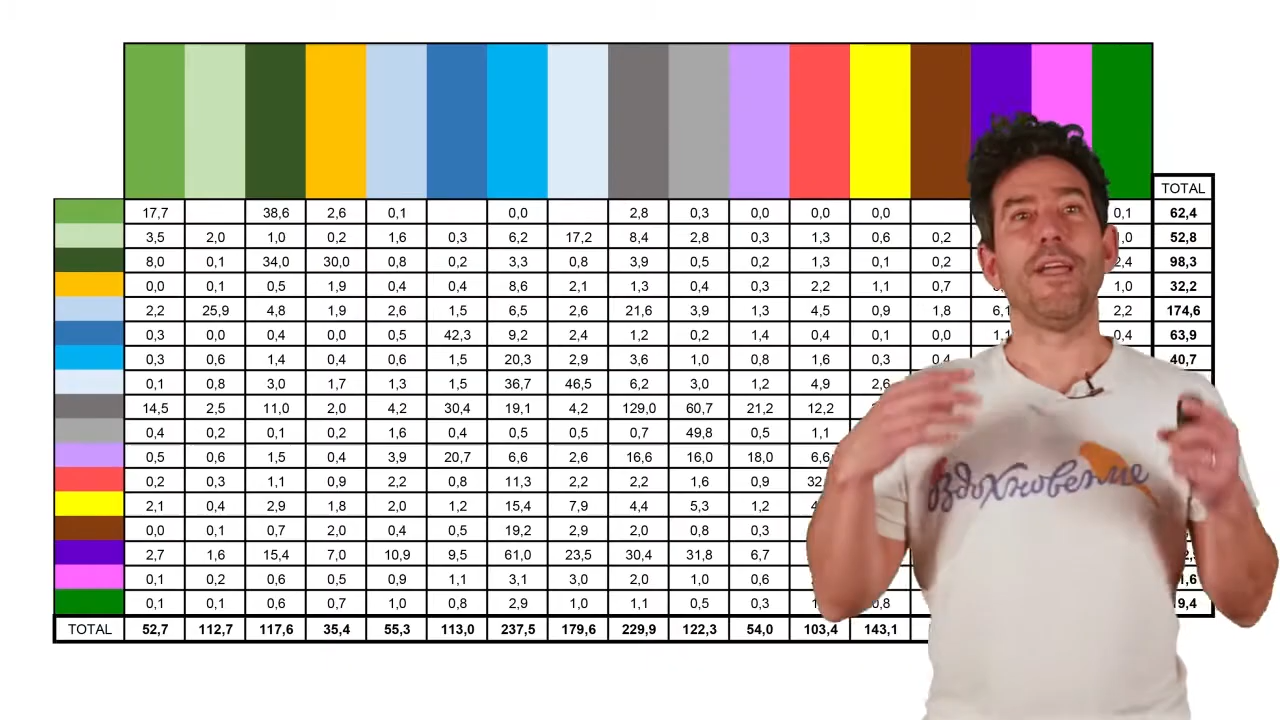 TOTAL
17,7 38,6 2,6 0,1 0,0 2,8 0,3 0,0 0,0 0,0 0,1 62,4
3,5 2,0 1,0 0,2 1,6 0,3 6,2 17,2 8,4 2,8 0,3 1,3 0,6 0,2 52,8
8,0 0,1 34,0 30,0 0,8 0,2 3,3 0,8 3,9 0,5 0,2 1,3 0,1 0,2 98,3
0,0 0,1 0,5 1,9 0,4 0,4 8,6 2,1 1,3 0,4 0,3 2,2 1,1 0,7 1,0 32,2
2,2 25,9 4,8 1,9 2,6 1,5 6,5 2,6 21,6 3,9 1,3 4,5 0,9 1,8 2,2 174,6
0,3 0,0 0,4 0,0 0,5 42,3 9,2 2,4 1,2 0,2 1,4 0,4 0,1 0,0 0,4 63,9
0,3 0,6 1,4 0,4 0,6 1,5 20,3 2,9 3,6 1,0 0,8 1,6 0,3 0,4 40,7
0,1 0,8 3,0 1,7 1,3 1,5 36,7 46,5 6,2 3,0 1,2 4,9 2,6
14,5 2,5 11,0 2,0 4,2 30,4 19,1 4,2 129,0 60,7 21,2 12,2
0,4 0,2 0,1 0,2 1,6 0,4 0,5 0,5 0,7 49,8 0,5 1,1
0,5 0,6 1,5 0,4 3,9 20,7 6,6 2,6 16,6 16,0 18,0 6,6
0,2 0,3 1,1 0,9 2,2 0,8 11,3 2,2 2,2 1,6 0,9
2,1 0,4 2,9 1,8 2,0 1,2 15,4 7,9 4,4 5,3 1,2
0,0 0,1 0,7 2,0 0,4 0,5 19,2 2,9 2,0 0,8 0,3
2,7 1,6 15,4 7,0 10,9 9,5 61,0 23,5 30,4 31,8 6,7
0,1 0,2 0,6 0,5 0,9 1,1 3,1 3,0 2,0 1,0 0,6
0,1 0,1 0,6 0,7 1,0 0,8 2,9 1,0 1,1 0,5 0,3 0,8
TOTAL 52,7 112,7 117,6 35,4 55,3 113,0 237,5 179,6 229,9 122,3 54,0 103,4 143,1
вдохновение